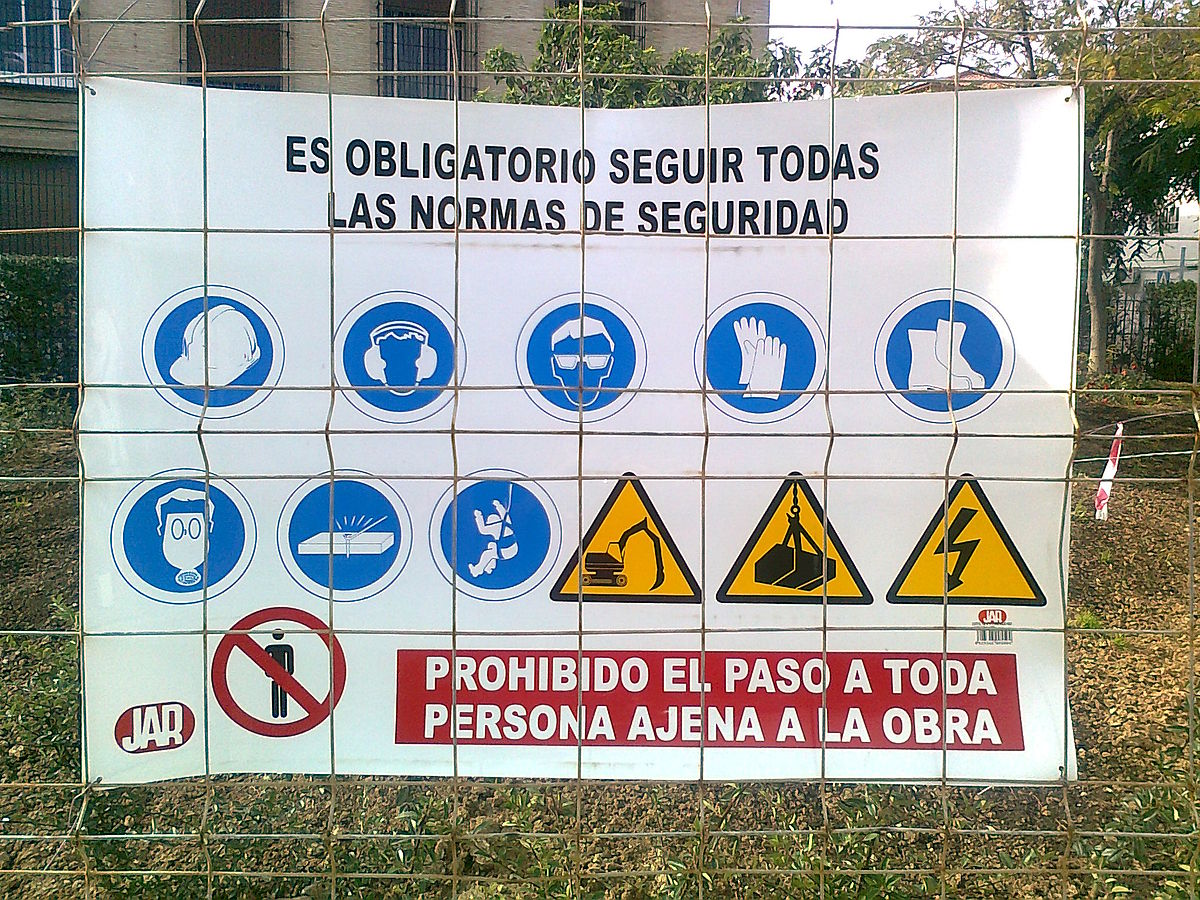 ES OBLIGATORIO SEGUIR TODAS
LAS NORMAS DE SEGURIDAD
JAR
PROHIBIDO EL PASO A TODA
PERSONA AJENA A LA OBRA
JAR